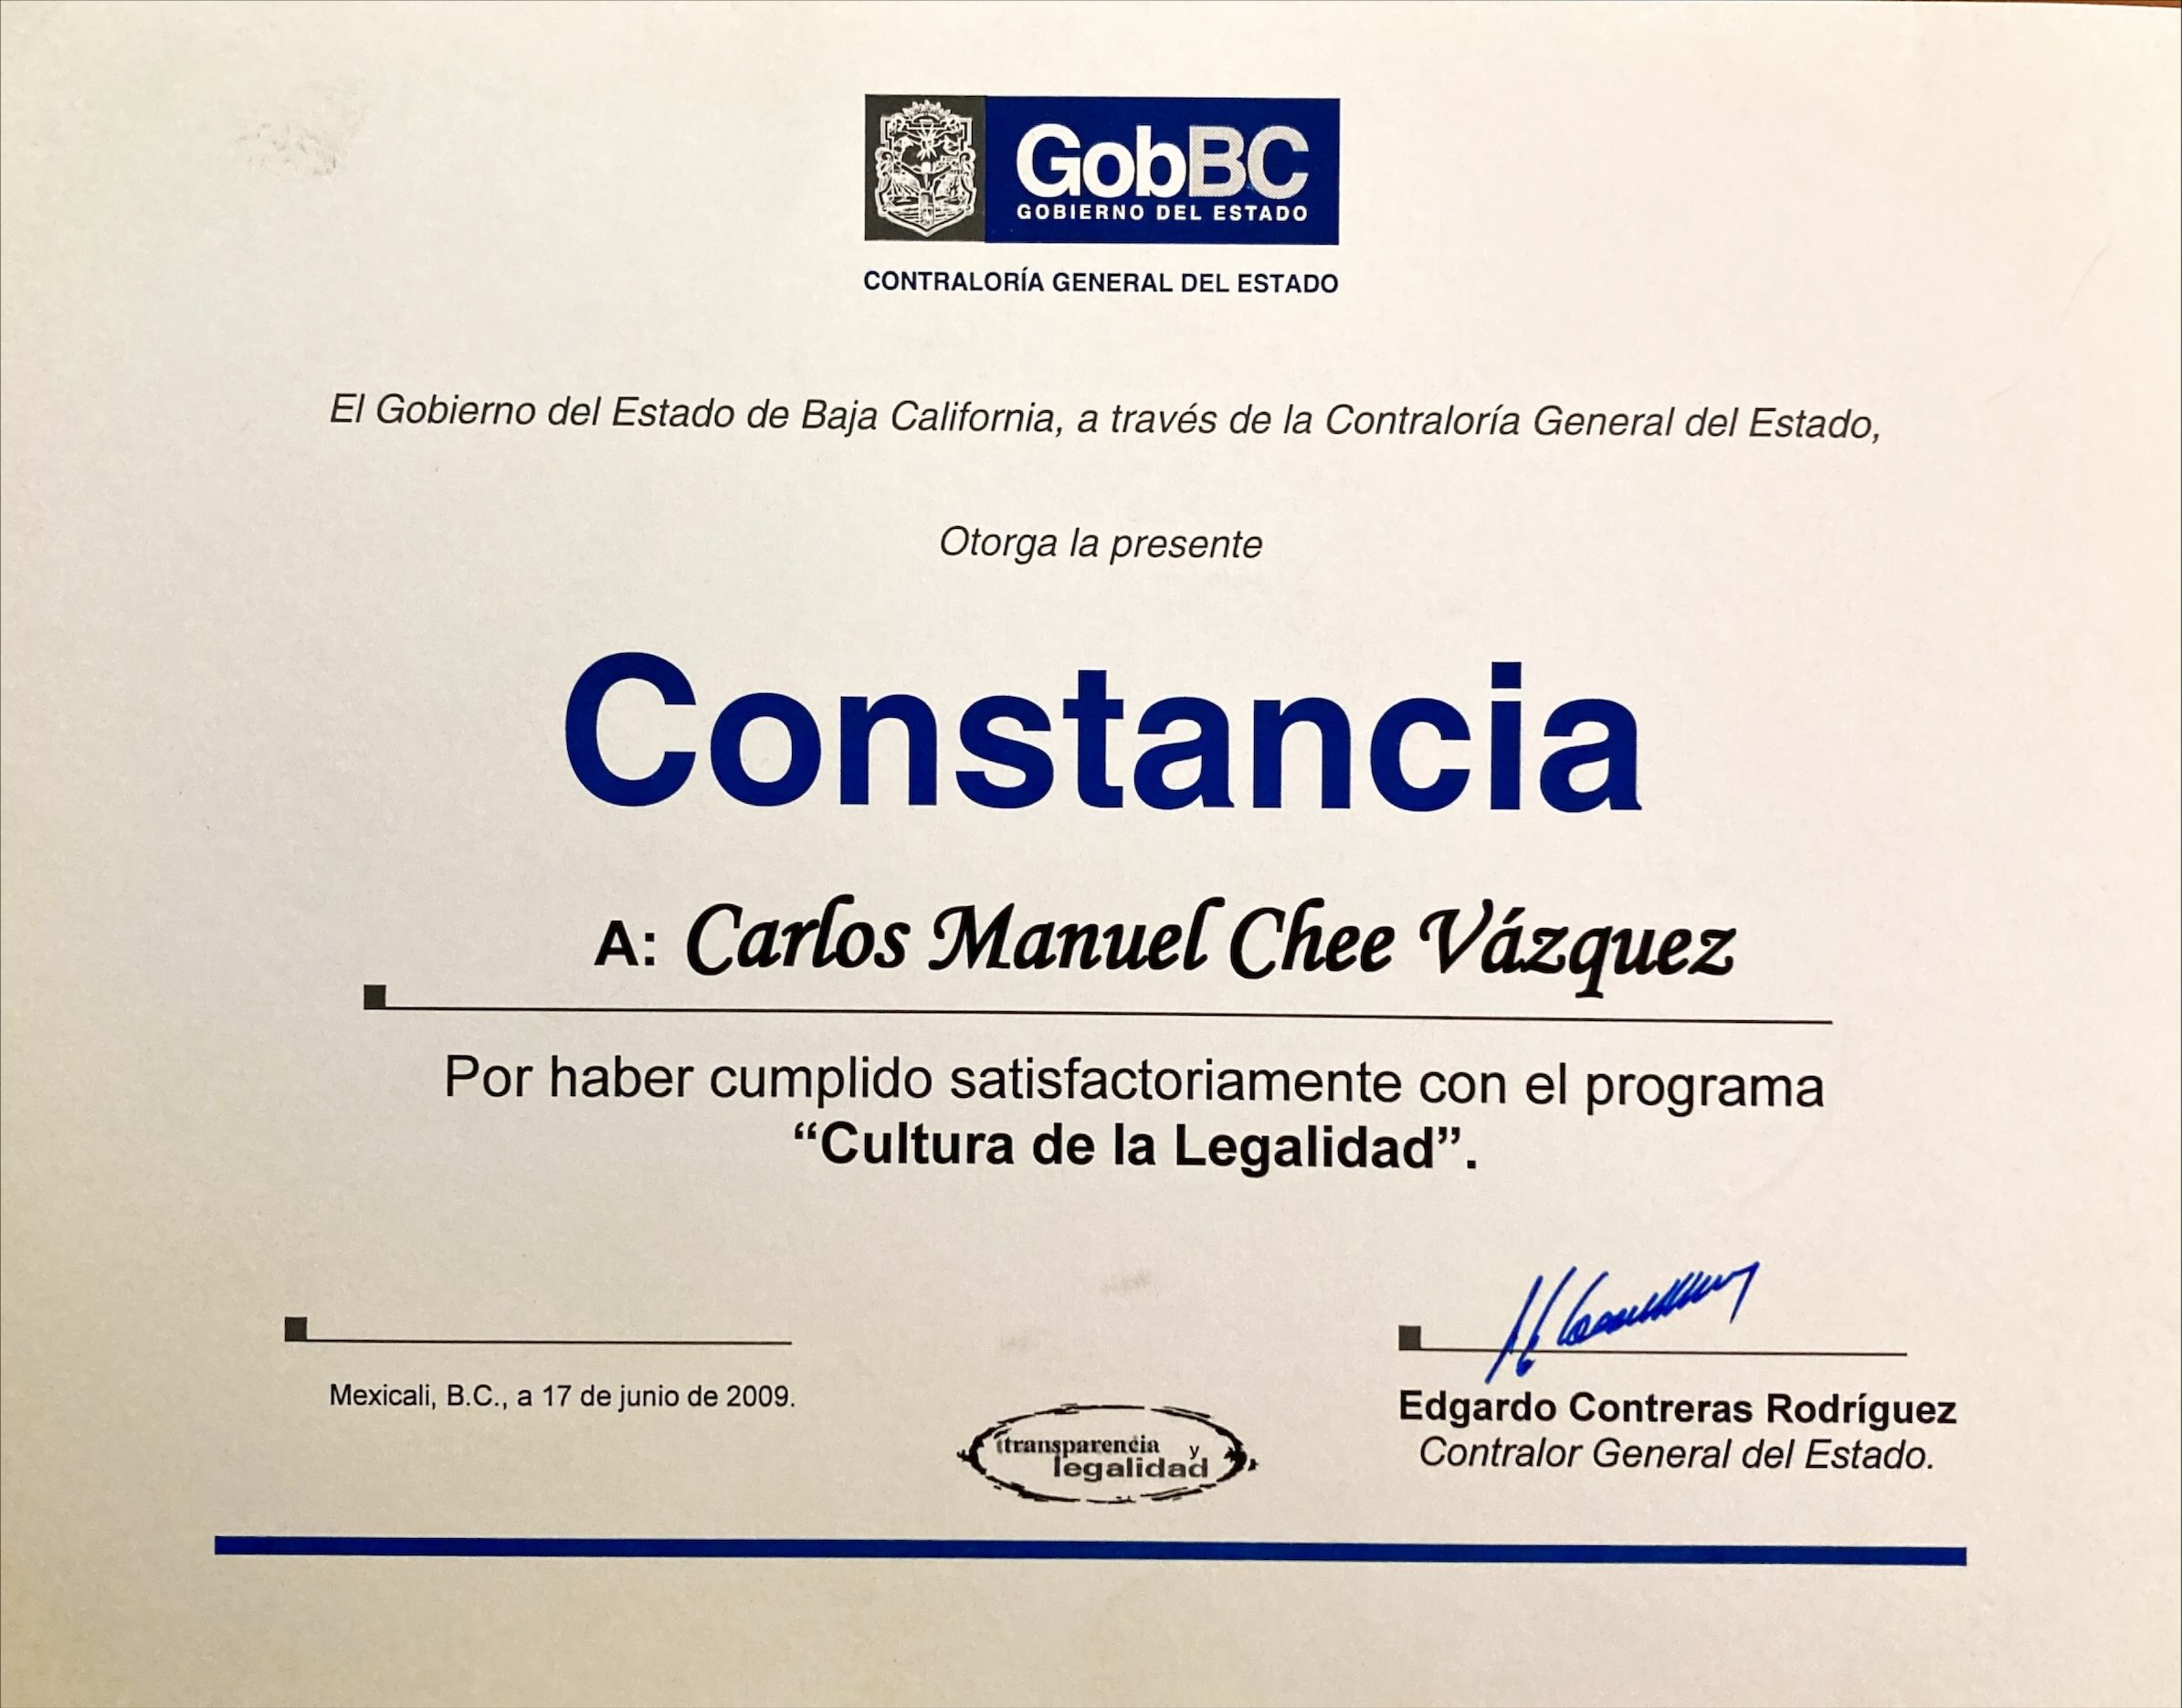 GobBC
GOBIERNO DEL ESTADO
CONTRALORÍA GENERAL DEL ESTADO
El Gobierno del Estado de Baja California, a través de la Contraloría General del Estado,
Otorga la presente
Constancia
A: Carlos Manuel Chee Vázquez
Por haber cumplido satisfactoriamente con el programa
“Cultura de la Legalidad”.
Mexicali, B.C., a 17 de junio de 2009.
transparencia y
legalidad
Edgardo Contreras Rodríguez
Contralor General del Estado.